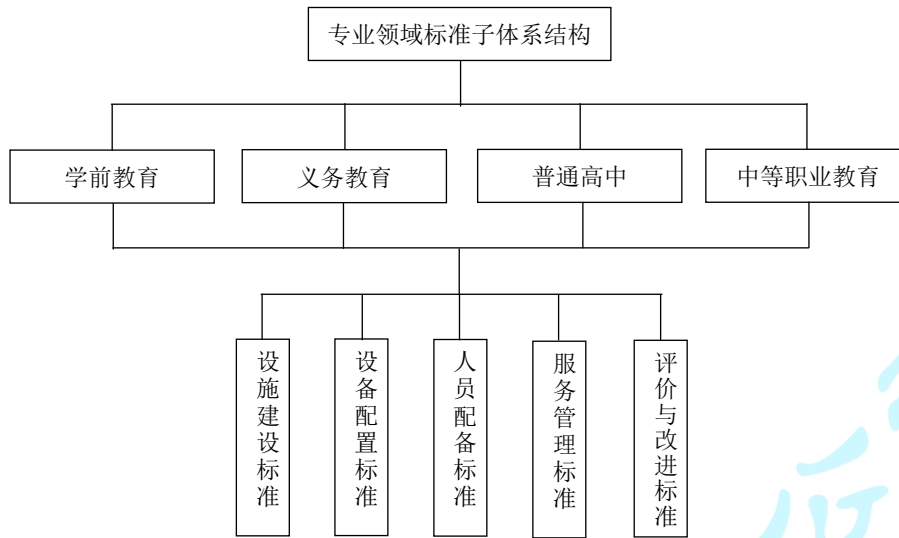 专业领域标准子体系结构
学前教育
义务教育
普通高中
中等职业教育
设施建设标准
设备配置标准
人员配备标准
服务管理标准
评价与改进标准